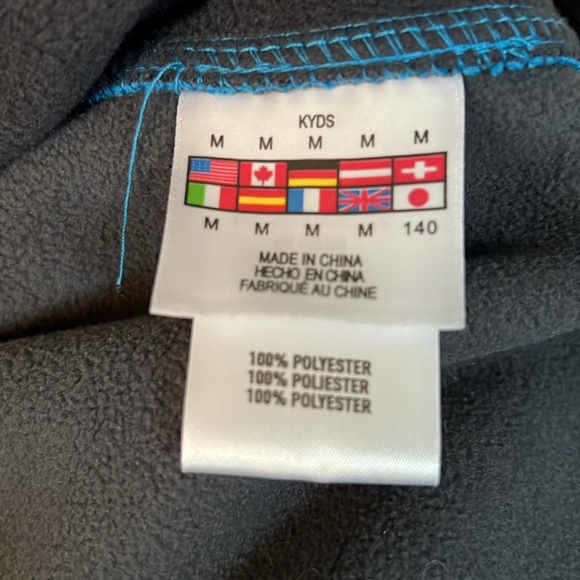 KYDS
M M M M M
M M M M 140
MADE IN CHINA
HECHO EN CHINA
FABRIQUÉ AU CHINE
100% POLYESTER
100% POLIESTER
100% POLYESTER